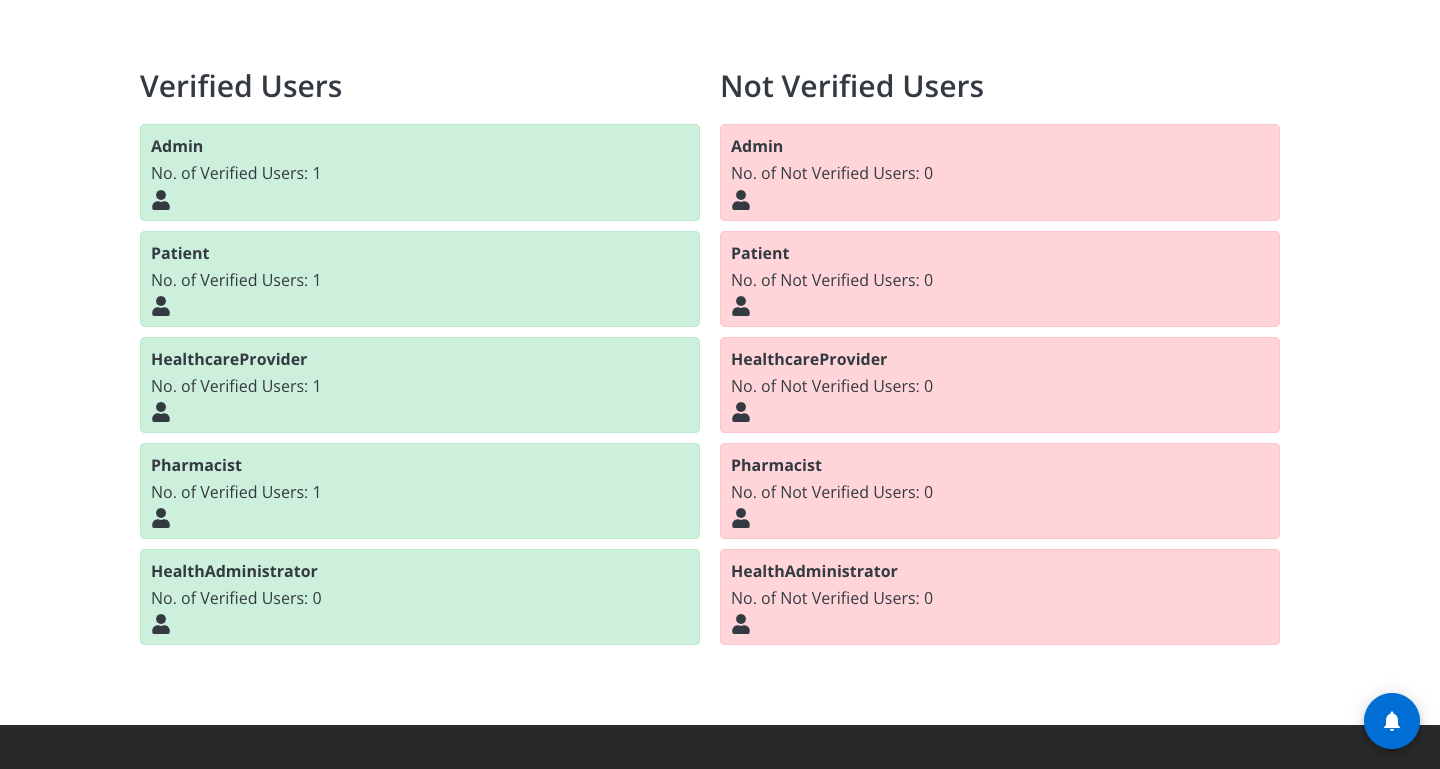 Verified Users
Admin
No. of Verified Users: 1
Patient
No. of Verified Users: 1
HealthcareProvider
No. of Verified Users: 1
Pharmacist
No. of Verified Users: 1
HealthAdministrator
No. of Verified Users: 0
Not Verified Users
Admin
No. of Not Verified Users: 0
Patient
No. of Not Verified Users: 0
HealthcareProvider
No. of Not Verified Users: 0
Pharmacist
No. of Not Verified Users: 0
HealthAdministrator
No. of Not Verified Users: 0